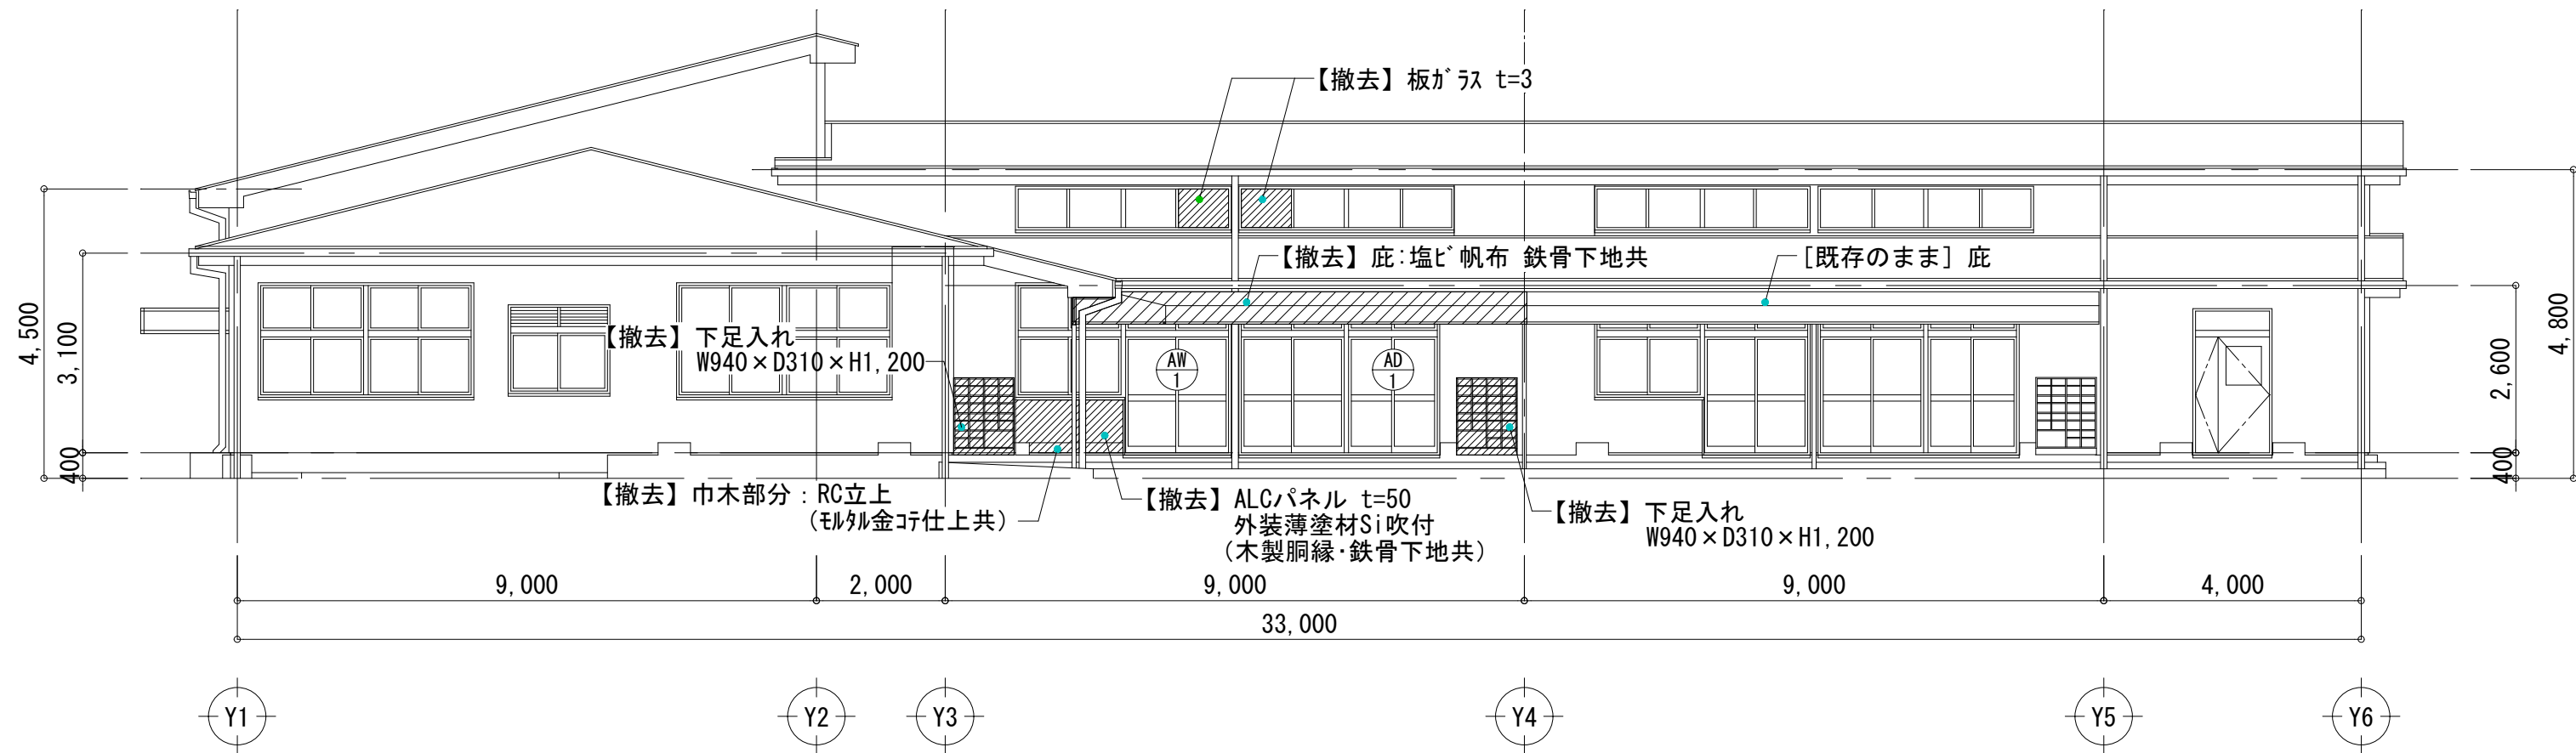 【撤去】板ガラス t=3
【撤去】庇:塩ビ帆布 鉄骨下地共
[既存のまま] 庇
4,500
3,100
400
【撤去】下足入れ
W940×D310×H1,200
AW
1
AD
1
4,800
2,600
400
【撤去】巾木部分:RC立上
(モルタル金コテ仕上共)
【撤去】ALCパネル t=50
外装薄塗材Si吹付
(木製胴縁・鉄骨下地共)
【撤去】下足入れ
W940×D310×H1,200
9,000
2,000
9,000
9,000
4,000
33,000
Y1
Y2
Y3
Y4
Y5
Y6